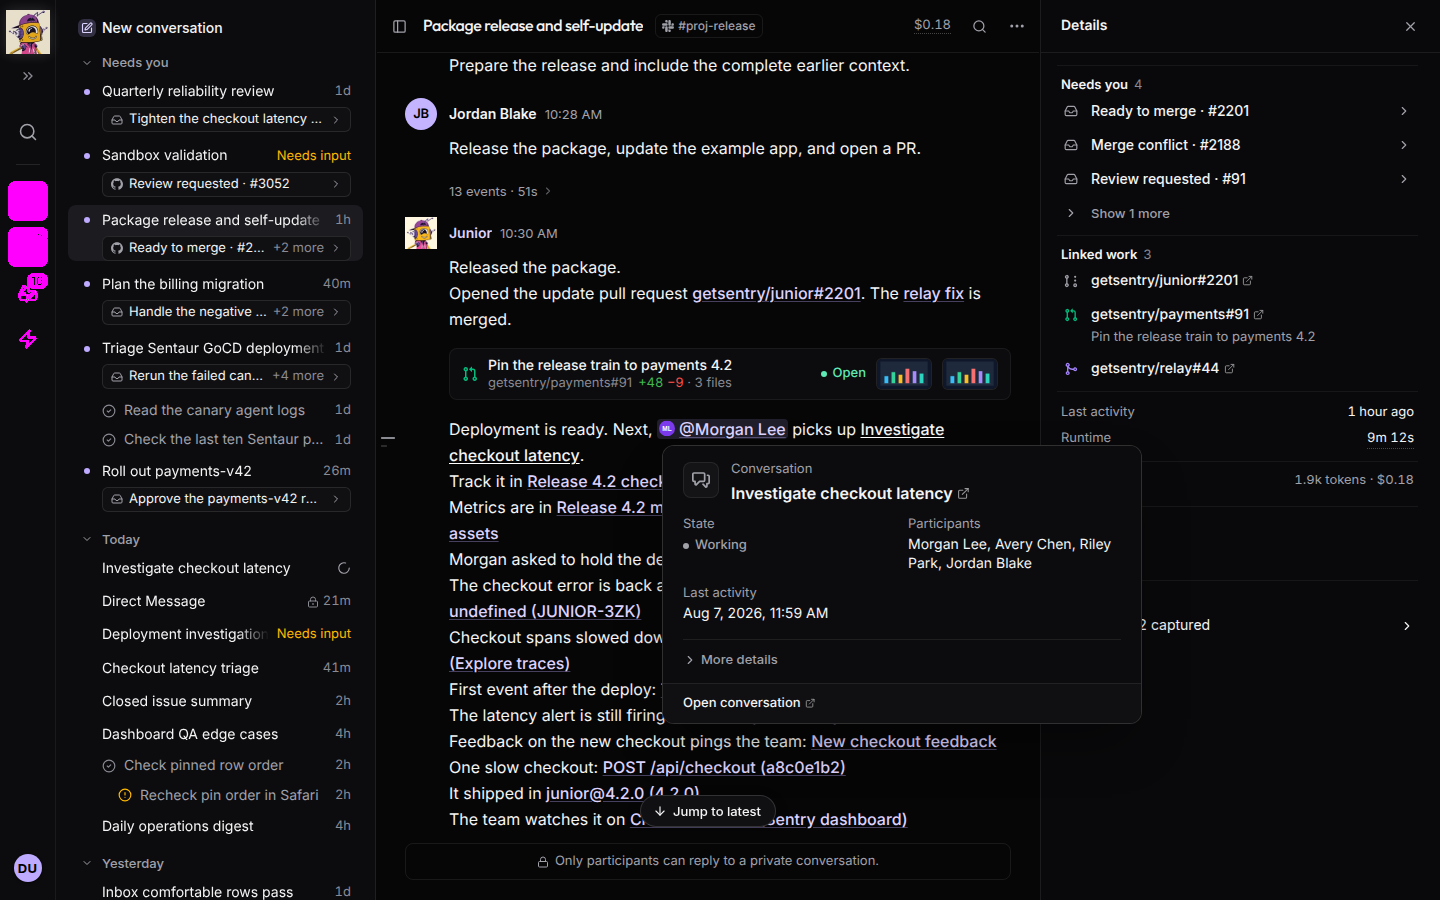 New conversation
Needs you
Quarterly reliability review 1d
Tighten the checkout latency ...
Sandbox validation Needs input
Review requested · #3052
Package release and self-update 1h
Ready to merge · #2... +2 more
Plan the billing migration 40m
Handle the negative ... +2 more
Triage Sentaur GoCD deployment 1d
Rerun the failed can... +4 more
Read the canary agent logs 1d
Check the last ten Sentaur p... 1d
Roll out payments-v42 26m
Approve the payments-v42 r...
Today
Investigate checkout latency
Direct Message 21m
Deployment investigation Needs input
Checkout latency triage 41m
Closed issue summary 2h
Dashboard QA edge cases 4h
Check pinned row order 2h
Recheck pin order in Safari 2h
Daily operations digest 4h
Yesterday
Inbox comfortable rows pass 1d
DU
Package release and self-update #proj-release $0.18
Prepare the release and include the complete earlier context.
JB Jordan Blake 10:28 AM
Release the package, update the example app, and open a PR.
13 events · 51s
Junior 10:30 AM
Released the package.
Opened the update pull request getsentry/junior#2201. The relay fix is
merged.
Pin the release train to payments 4.2
getsentry/payments#91 +48 −9 · 3 files
Open
Deployment is ready. Next, ML @Morgan Lee picks up Investigate
checkout latency.
Track it in Release 4.2 check
Metrics are in Release 4.2 m
assets
Morgan asked to hold the de
The checkout error is back a
undefined (JUNIOR-3ZK)
Checkout spans slowed dow
(Explore traces)
First event after the deploy:
The latency alert is still firing
Feedback on the new checkout pings the team: New checkout feedback
One slow checkout: POST /api/checkout (a8c0e1b2)
It shipped in junior@4.2.0 (4.2.0)
The team watches it on C entry dashboard)
Jump to latest
Only participants can reply to a private conversation.
Conversation
Investigate checkout latency
State
Working
Participants
Morgan Lee, Avery Chen, Riley
Park, Jordan Blake
Last activity
Aug 7, 2026, 11:59 AM
More details
Open conversation
Details
Needs you 4
Ready to merge · #2201
Merge conflict · #2188
Review requested · #91
Show 1 more
Linked work 3
getsentry/junior#2201
getsentry/payments#91
Pin the release train to payments 4.2
getsentry/relay#44
Last activity 1 hour ago
Runtime 9m 12s
1.9k tokens · $0.18
2 captured